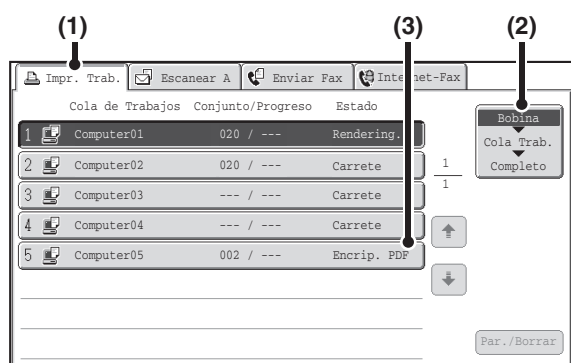 (1) (3) (2)
Impr. Trab. Escanear A Enviar Fax Internet-Fax
Cola de Trabajos Conjunto/Progreso Estado
1 Computer01 020 / --- Rendering.
2 Computer02 020 / --- Carrete
3 Computer03 --- / --- Carrete
4 Computer04 --- / --- Carrete
5 Computer05 002 / --- Encrip. PDF
1
1
Bobina
Cola Trab.
Completo
Par./Borrar